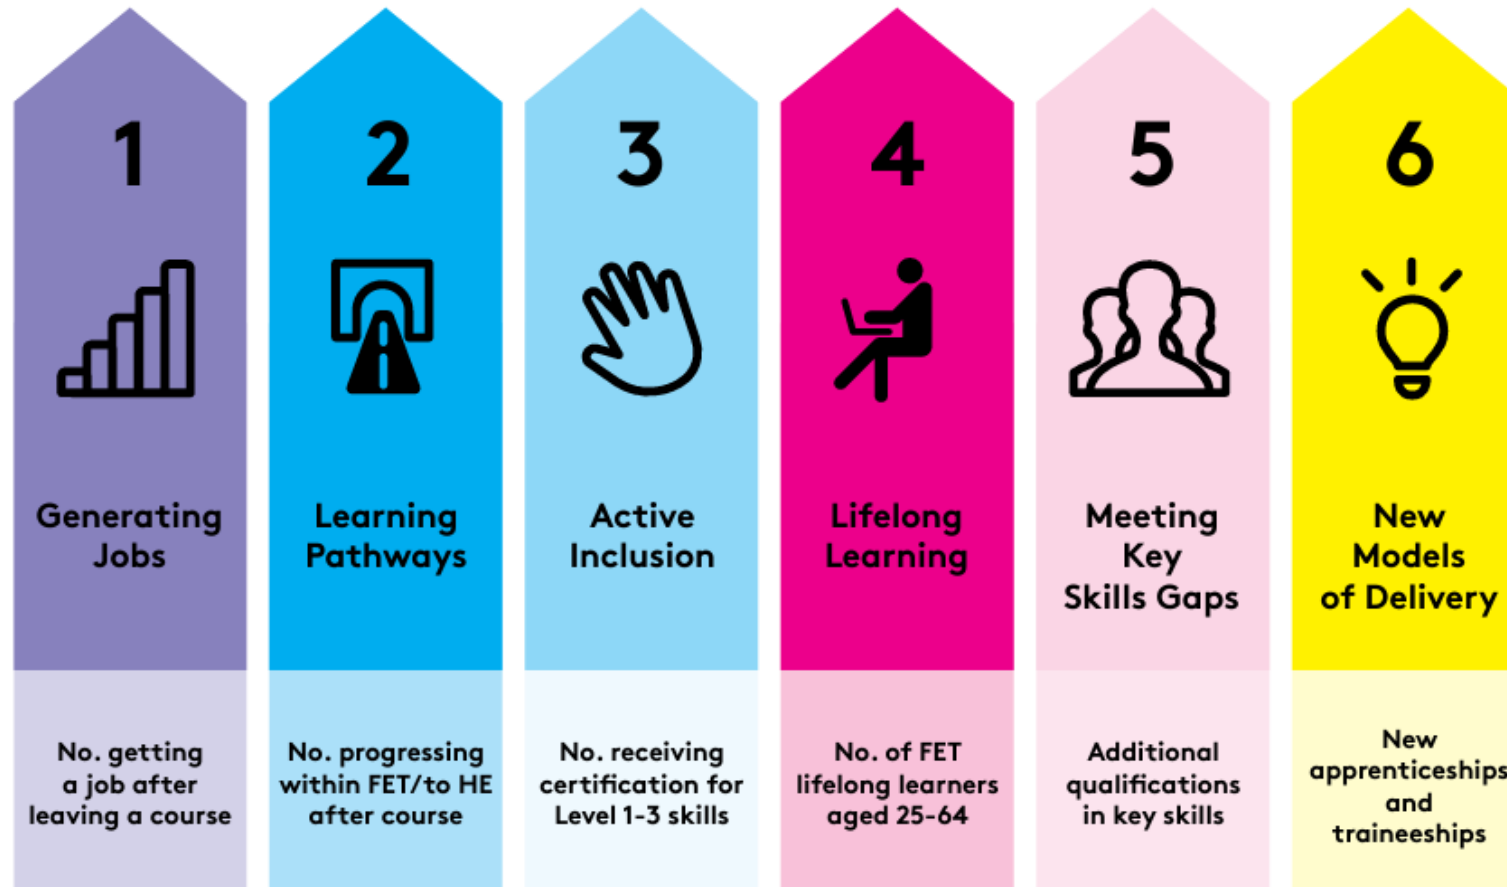 1
Generating
Jobs
No. getting
a job after
leaving a course
2
Learning
Pathways
No. progressing
within FET/to HE
after course
3
Active
Inclusion
No. receiving
certification for
Level 1-3 skills
4
Lifelong
Learning
No. of FET
lifelong learners
aged 25-64
5
Meeting
Key
Skills Gaps
Additional
qualifications
in key skills
6
New
Models
of Delivery
New
apprenticeships
and
traineeships